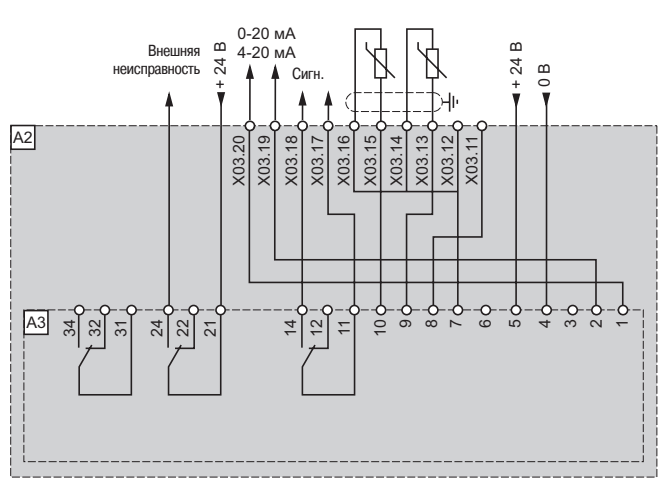 0-20 мА
4-20 мА
Внешняя
неисправность
+ 24 В
Сигн.
+ 24 В
0 В
A2
X03.20
X03.19
X03.18
X03.17
X03.16
X03.15
X03.14
X03.13
X03.12
X03.11
A3
34
32
31
24
22
21
14
12
11
10
9
8
7
6
5
4
3
2
1